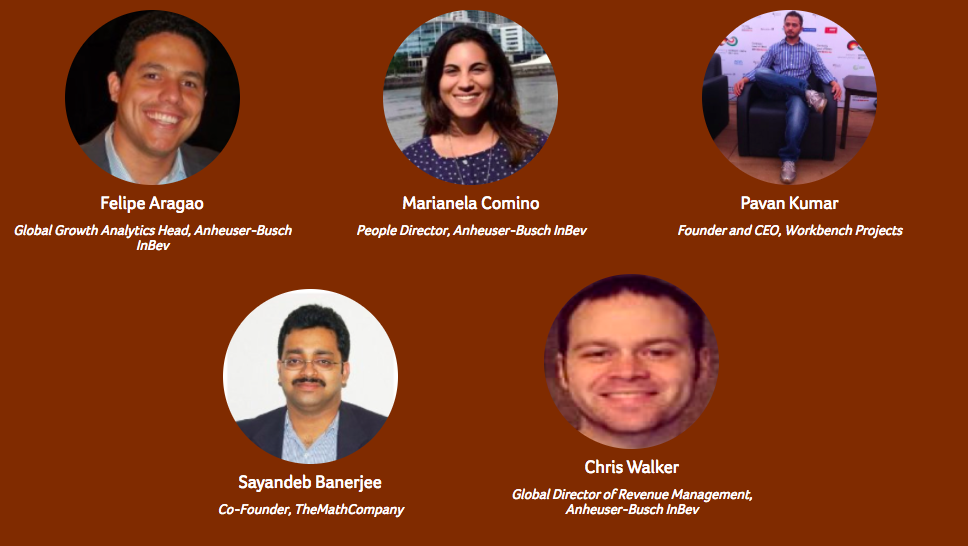 Felipe Aragao
Global Growth Analytics Head, Anheuser-Busch
InBev
Marianela Comino
People Director, Anheuser-Busch InBev
Pavan Kumar
Founder and CEO, Workbench Projects
Sayandeb Banerjee
Co-Founder, TheMathCompany
Chris Walker
Global Director of Revenue Management,
Anheuser-Busch InBev